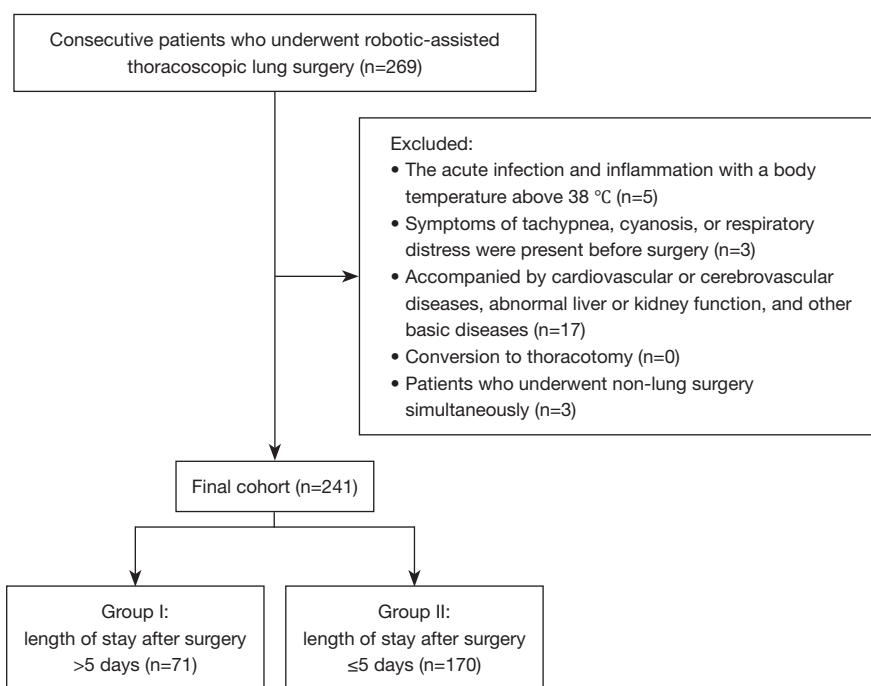 Consecutive patients who underwent robotic-assisted
thoracoscopic lung surgery (n=269)
Excluded:
• The acute infection and inflammation with a body
temperature above 38 ℃ (n=5)
• Symptoms of tachypnea, cyanosis, or respiratory
distress were present before surgery (n=3)
• Accompanied by cardiovascular or cerebrovascular
diseases, abnormal liver or kidney function, and other
basic diseases (n=17)
• Conversion to thoracotomy (n=0)
• Patients who underwent non-lung surgery
simultaneously (n=3)
Final cohort (n=241)
Group I:
length of stay after surgery
>5 days (n=71)
Group II:
length of stay after surgery
≤5 days (n=170)